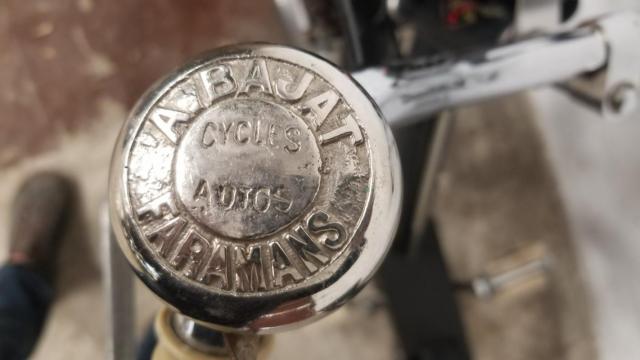 A. BAJAT
CYCLES
AUTOS
FARAMANS